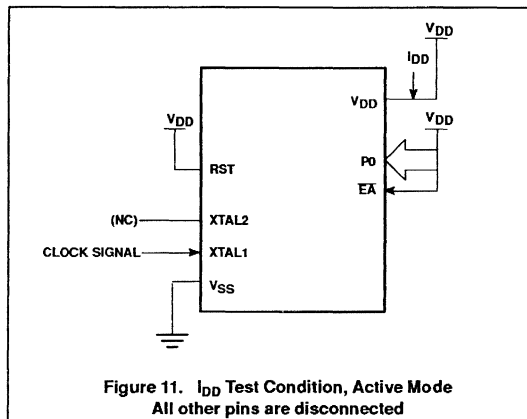 VDD
IDD
VDD
VDD
VDD
P0
RST
EA
(NC)
XTAL2
CLOCK SIGNAL
XTAL1
VSS
Figure 11. IDD Test Condition, Active Mode
All other pins are disconnected